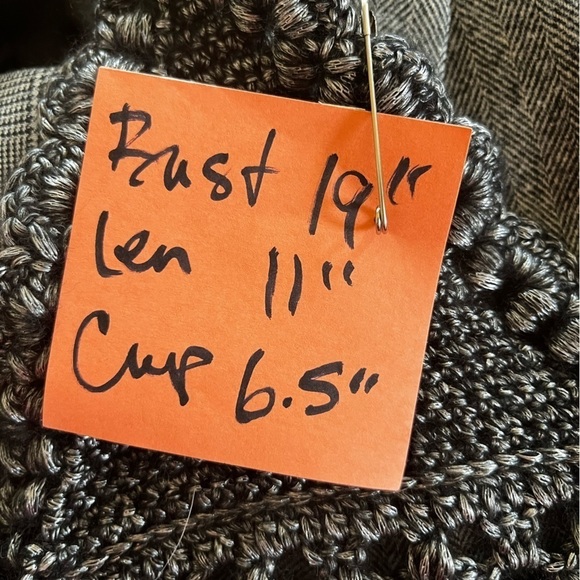 Bust 19"
Len 11"
Cup 6.5"